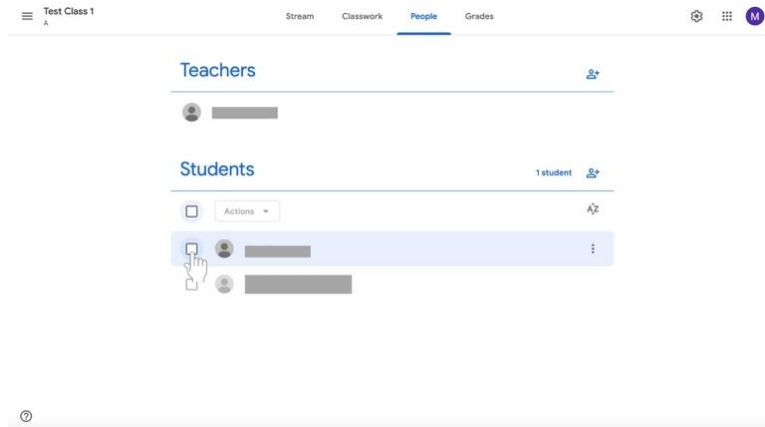 Test Class 1
A
Stream Classwork People Grades
M
Teachers
Students
1 student
Actions
AZ